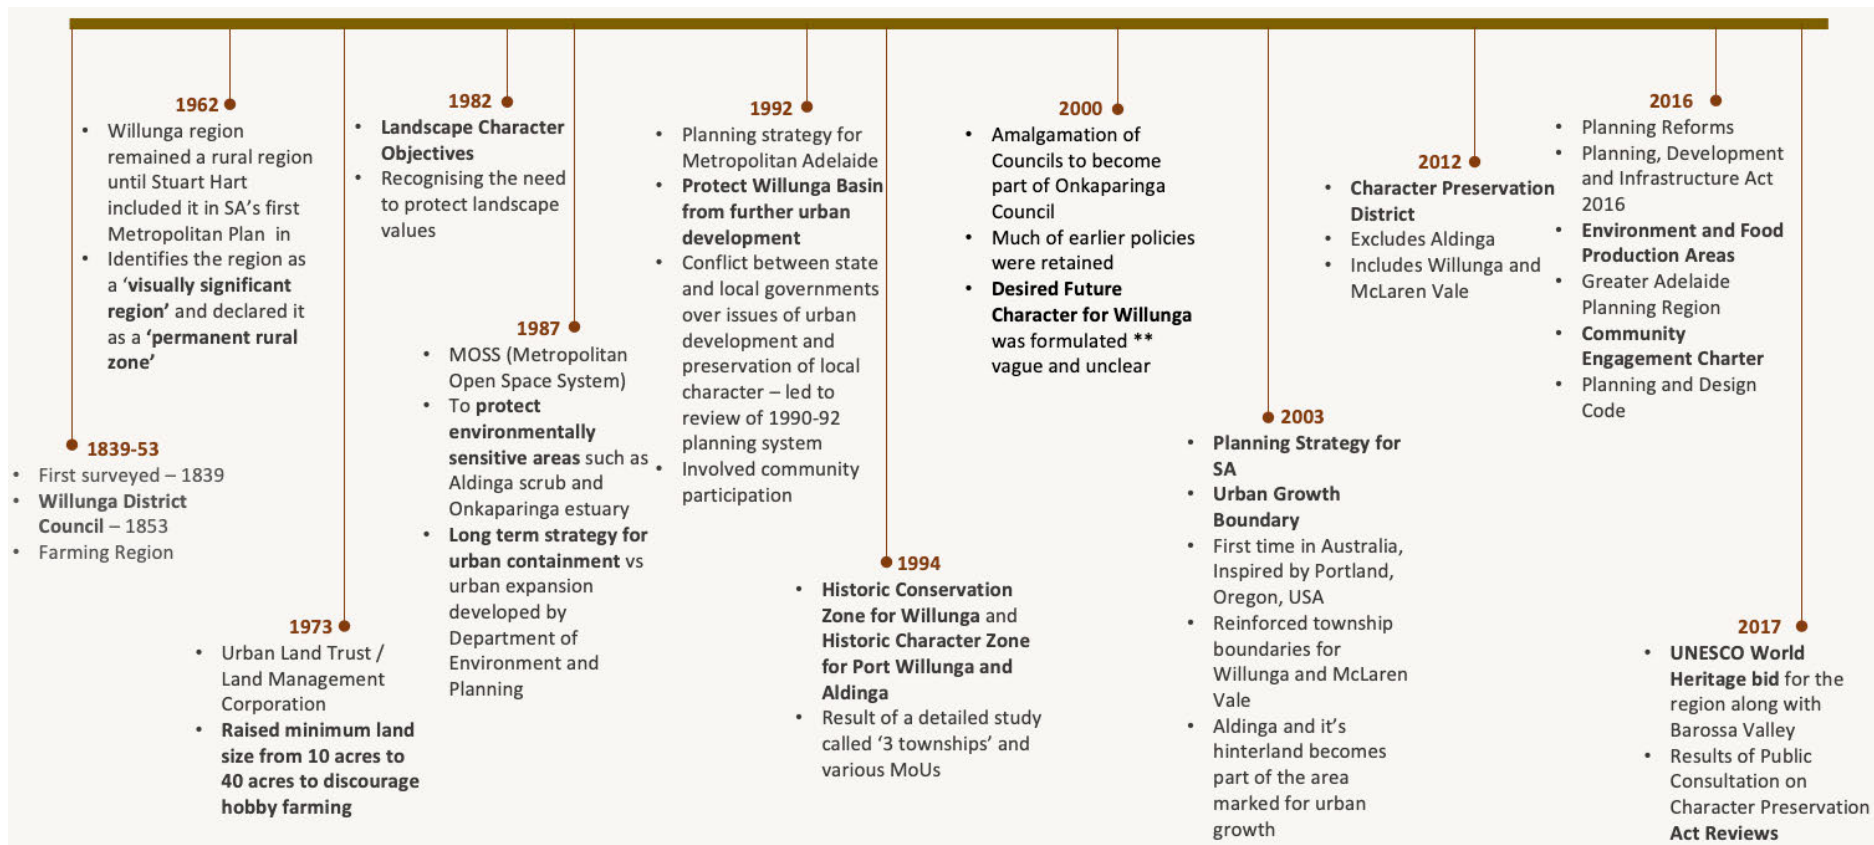 1839-53
• First surveyed – 1839
• Willunga District
Council – 1853
• Farming Region
1962
• Willunga region
remained a rural region
until Stuart Hart
included it in SA’s first
Metropolitan Plan in
• Identifies the region as
a ‘visually significant
region’ and declared it
as a ‘permanent rural
zone’
1973
• Urban Land Trust /
Land Management
Corporation
• Raised minimum land
size from 10 acres to
40 acres to discourage
hobby farming
1982
• Landscape Character
Objectives
• Recognising the need
to protect landscape
values
1987
• MOSS (Metropolitan
Open Space System)
• To protect
environmentally
sensitive areas such as
Aldinga scrub and
Onkaparinga estuary
• Long term strategy for
urban containment vs
urban expansion
developed by
Department of
Environment and
Planning
1992
• Planning strategy for
Metropolitan Adelaide
• Protect Willunga Basin
from further urban
development
• Conflict between state
and local governments
over issues of urban
development and
preservation of local
character – led to
review of 1990-92
planning system
• Involved community
participation
1994
• Historic Conservation
Zone for Willunga and
Historic Character Zone
for Port Willunga and
Aldinga
• Result of a detailed study
called ‘3 townships’ and
various MoUs
2000
• Amalgamation of
Councils to become
part of Onkaparinga
Council
• Much of earlier policies
were retained
• Desired Future
Character for Willunga
was formulated **
vague and unclear
2003
• Planning Strategy for
SA
• Urban Growth
Boundary
• First time in Australia,
Inspired by Portland,
Oregon, USA
• Reinforced township
boundaries for
Willunga and McLaren
Vale
• Aldinga and it’s
hinterland becomes
part of the area
marked for urban
growth
2012
• Character Preservation
District
• Excludes Aldinga
• Includes Willunga and
McLaren Vale
2016
• Planning Reforms
• Planning, Development
and Infrastructure Act
2016
• Environment and Food
Production Areas
• Greater Adelaide
Planning Region
• Community
Engagement Charter
• Planning and Design
Code
2017
• UNESCO World
Heritage bid for the
region along with
Barossa Valley
• Results of Public
Consultation on
Character Preservation
Act Reviews